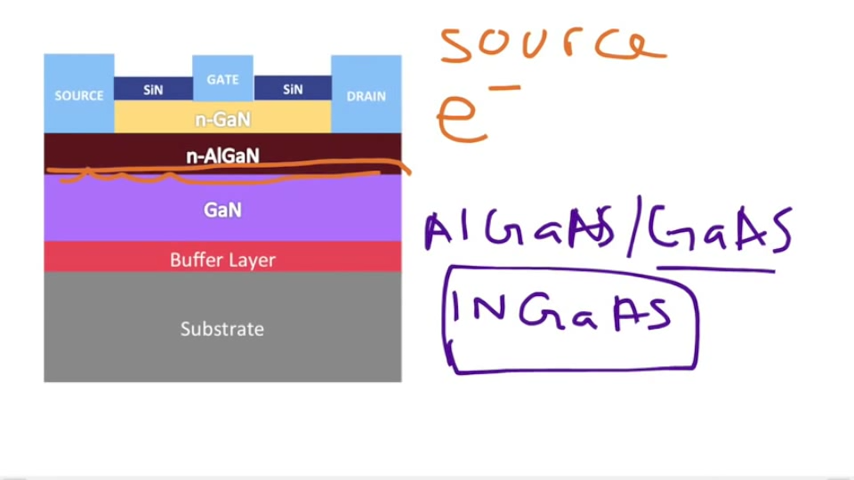 source
e⁻
SOURCE
SiN
GATE
SiN
DRAIN
n-GaN
n-AlGaN
GaN
Buffer Layer
Substrate
AlGaAS/GaAS
INGaAS